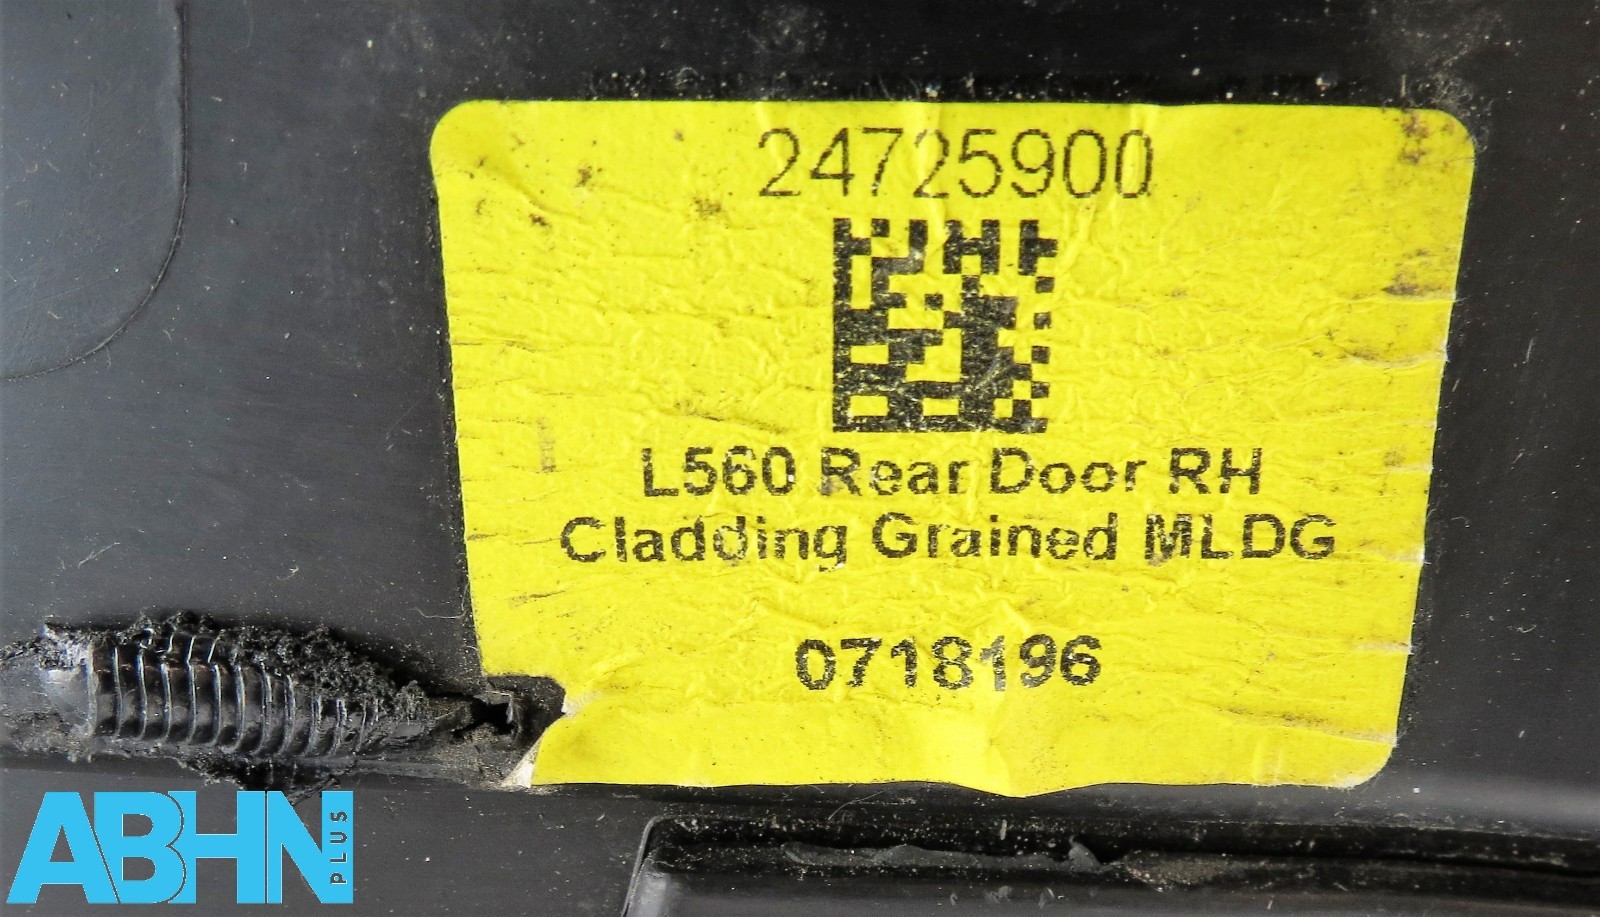 24725900
L560 Rear Door RH
Cladding Grained MLDG
0718196
ABHN
PLUS